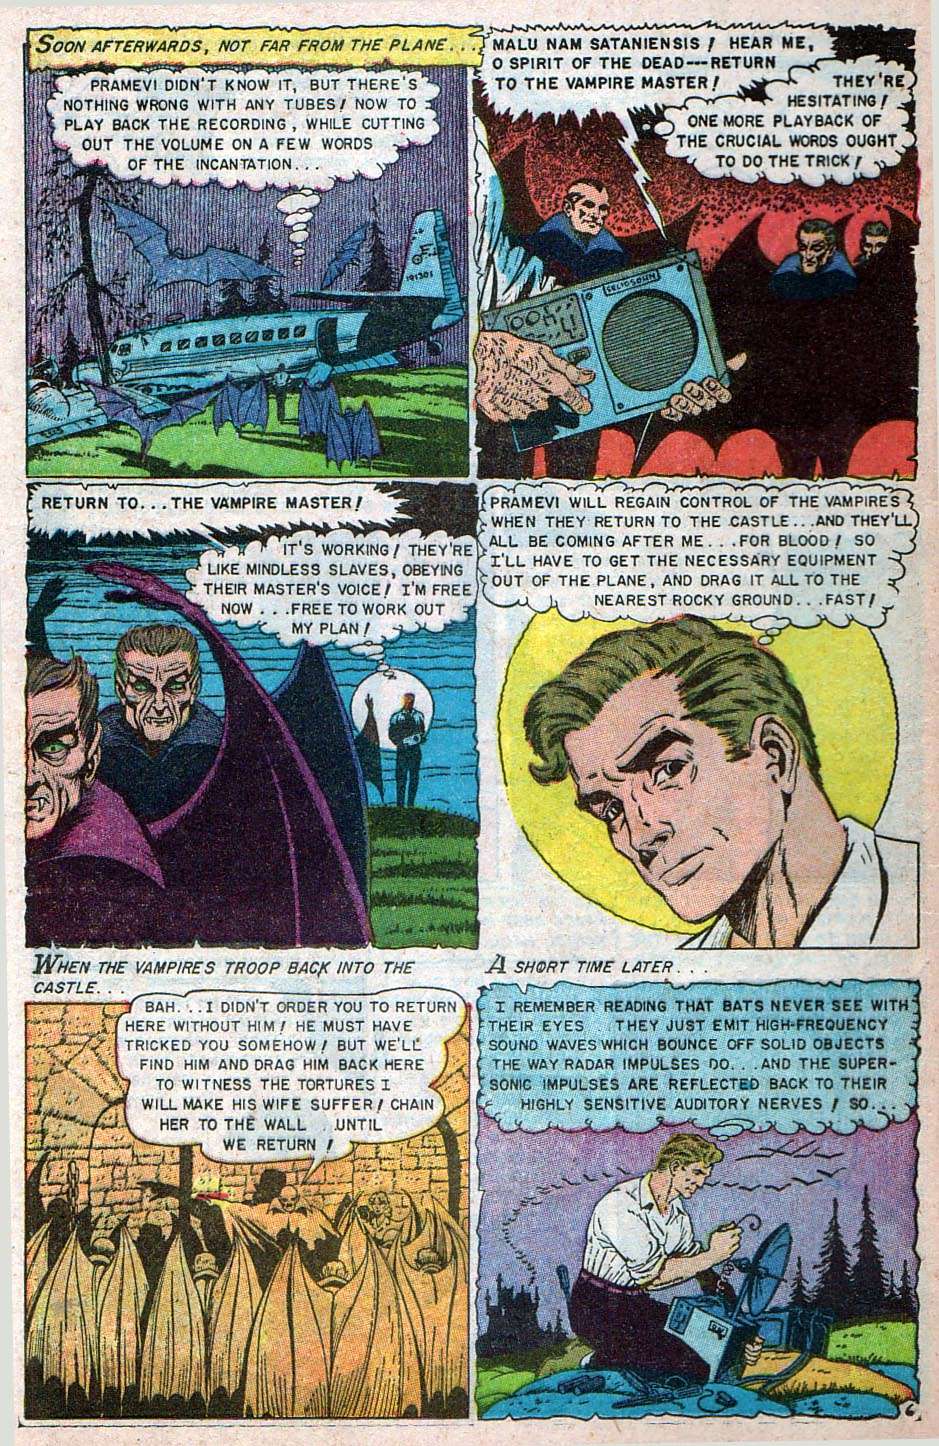 SOON AFTERWARDS, NOT FAR FROM THE PLANE...
PRAMEVI DIDN'T KNOW IT, BUT THERE'S
NOTHING WRONG WITH ANY TUBES! NOW TO
PLAY BACK THE RECORDING, WHILE CUTTING
OUT THE VOLUME ON A FEW WORDS
OF THE INCANTATION...
191301
MALU NAM SATANIENSIS! HEAR ME,
O SPIRIT OF THE DEAD---RETURN
TO THE VAMPIRE MASTER!
THEY'RE
HESITATING!
ONE MORE PLAYBACK OF
THE CRUCIAL WORDS OUGHT
TO DO THE TRICK!
RETURN TO...THE VAMPIRE MASTER!
IT'S WORKING! THEY'RE
LIKE MINDLESS SLAVES, OBEYING
THEIR MASTER'S VOICE! I'M FREE
NOW...FREE TO WORK OUT
MY PLAN!
PRAMEVI WILL REGAIN CONTROL OF THE VAMPIRES
WHEN THEY RETURN TO THE CASTLE...AND THEY'LL
ALL BE COMING AFTER ME...FOR BLOOD! SO
I'LL HAVE TO GET THE NECESSARY EQUIPMENT
OUT OF THE PLANE, AND DRAG IT ALL TO THE
NEAREST ROCKY GROUND...FAST!
WHEN THE VAMPIRES TROOP BACK INTO THE
CASTLE...
BAH...I DIDN'T ORDER YOU TO RETURN
HERE WITHOUT HIM! HE MUST HAVE
TRICKED YOU SOMEHOW! BUT WE'LL
FIND HIM AND DRAG HIM BACK HERE
TO WITNESS THE TORTURES I
WILL MAKE HIS WIFE SUFFER! CHAIN
HER TO THE WALL...UNTIL
WE RETURN!
A SHORT TIME LATER...
I REMEMBER READING THAT BATS NEVER SEE WITH
THEIR EYES THEY JUST EMIT HIGH-FREQUENCY
SOUND WAVES WHICH BOUNCE OFF SOLID OBJECTS
THE WAY RADAR IMPULSES DO...AND THE SUPER-
SONIC IMPULSES ARE REFLECTED BACK TO THEIR
HIGHLY SENSITIVE AUDITORY NERVES! SO...
6